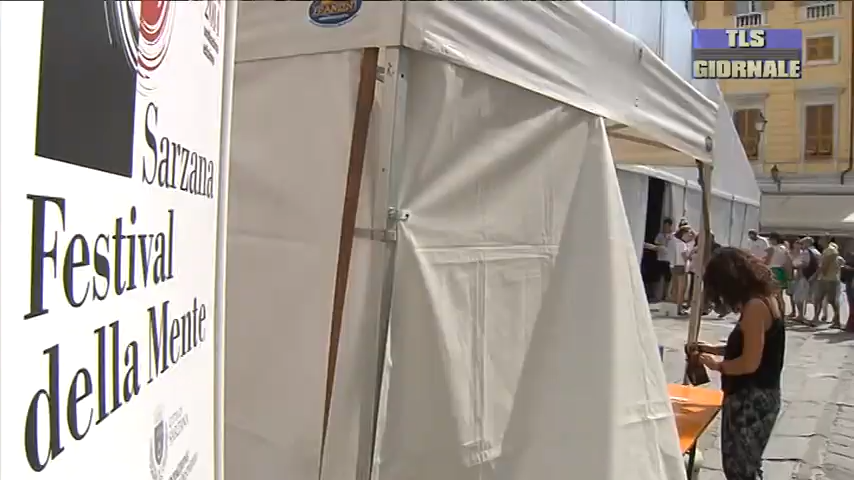 TLS
GIORNALE
Sarzana
Festival
della Mente